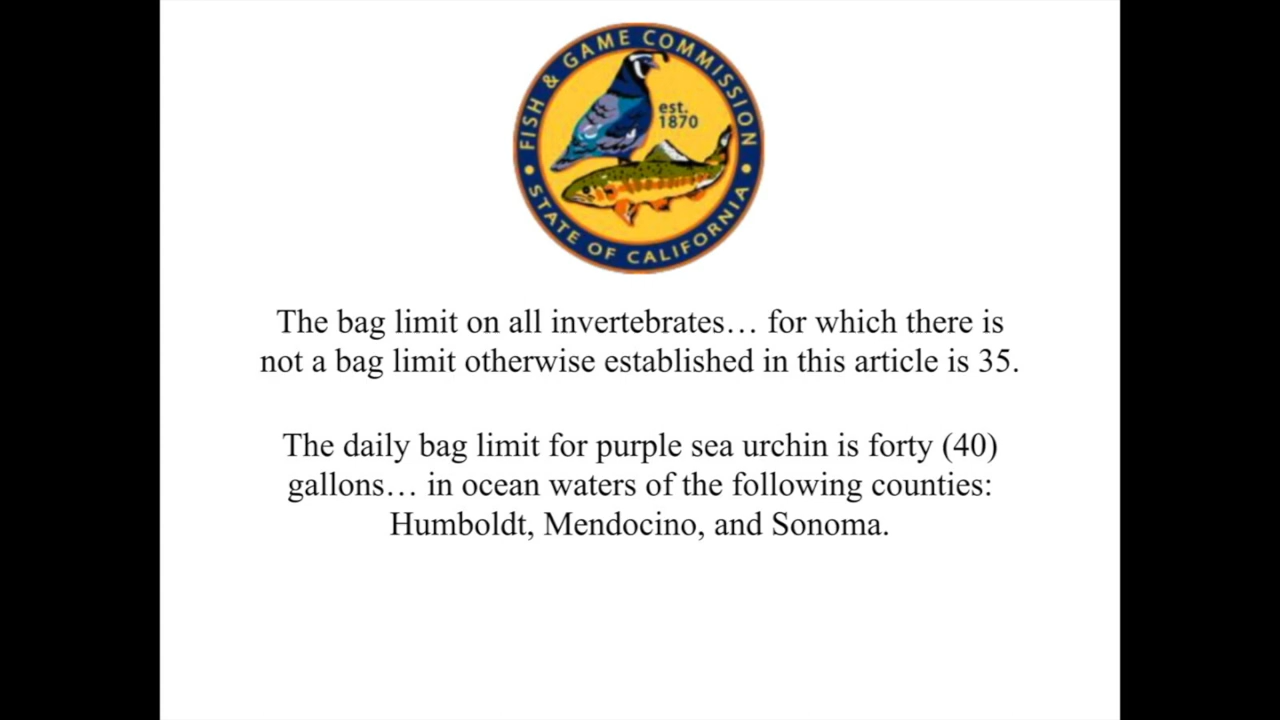 FISH & GAME COMMISSION
est.
1870
• STATE OF CALIFORNIA •
The bag limit on all invertebrates… for which there is
not a bag limit otherwise established in this article is 35.
The daily bag limit for purple sea urchin is forty (40)
gallons… in ocean waters of the following counties:
Humboldt, Mendocino, and Sonoma.